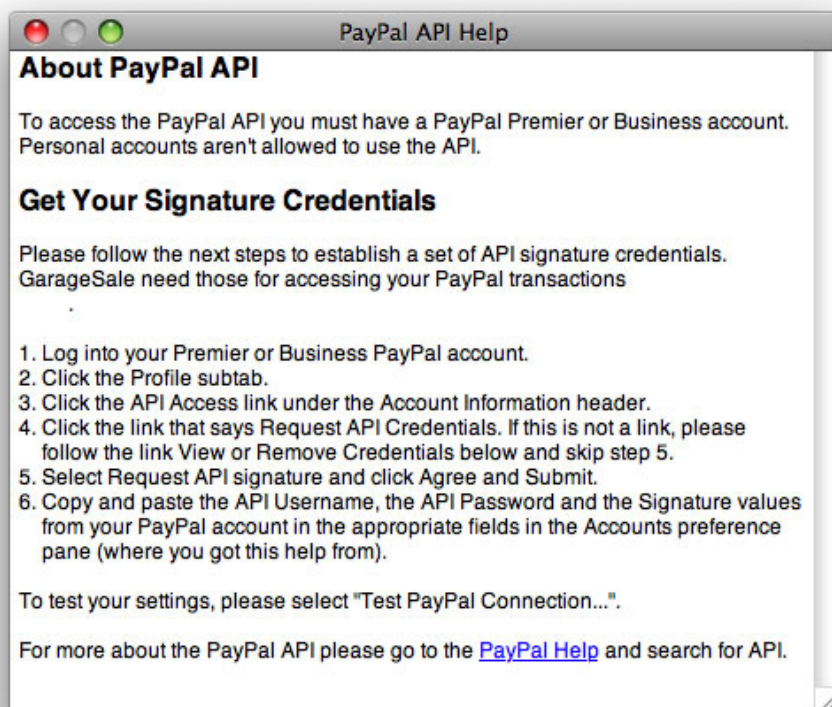 PayPal API Help
About PayPal API
To access the PayPal API you must have a PayPal Premier or Business account.
Personal accounts aren't allowed to use the API.
Get Your Signature Credentials
Please follow the next steps to establish a set of API signature credentials.
GarageSale need those for accessing your PayPal transactions
.
1. Log into your Premier or Business PayPal account.
2. Click the Profile subtab.
3. Click the API Access link under the Account Information header.
4. Click the link that says Request API Credentials. If this is not a link, please
follow the link View or Remove Credentials below and skip step 5.
5. Select Request API signature and click Agree and Submit.
6. Copy and paste the API Username, the API Password and the Signature values
from your PayPal account in the appropriate fields in the Accounts preference
pane (where you got this help from).
To test your settings, please select "Test PayPal Connection...".
For more about the PayPal API please go to the PayPal Help and search for API.